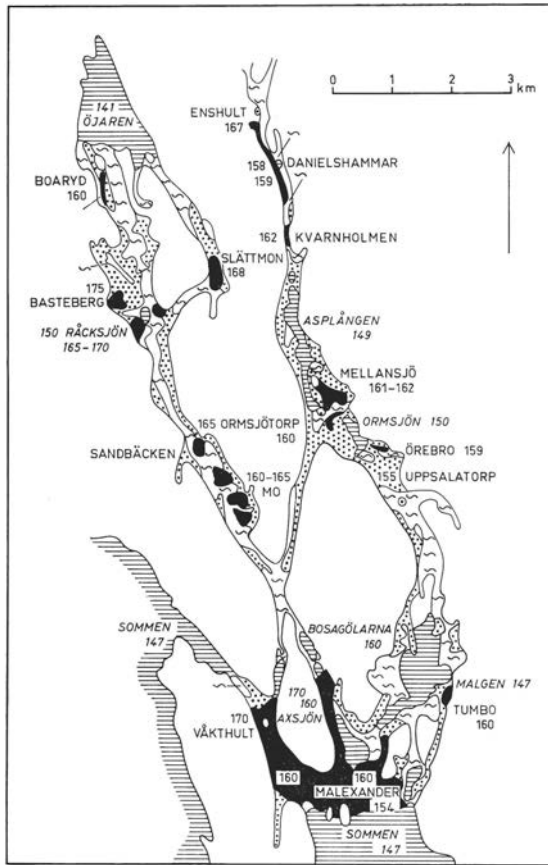 141
ÖJAREN
ENSHULT
167
0 1 2 3
km
158 DANIELSHAMMAR
159
BOARYD
160
162 KVARNHOLMEN
SLÄTTMON
168
175
BASTEBERG
ASPLÅNGEN
149
150 RÅCKSJÖN
165-170
MELLANSJÖ
161-162
165 ORMSJÖTORP
160
ORMSJÖN 150
SANDBÄCKEN
ÖREBRO 159
160-165
MO
155 UPPSALATORP
SOMMEN
147
BOSAGÖLARNA
160
170
160
AXSJÖN
MALGEN 147
TUMBO
160
170
VÅKTHULT
160
160
MALEXANDER
154
SOMMEN
147